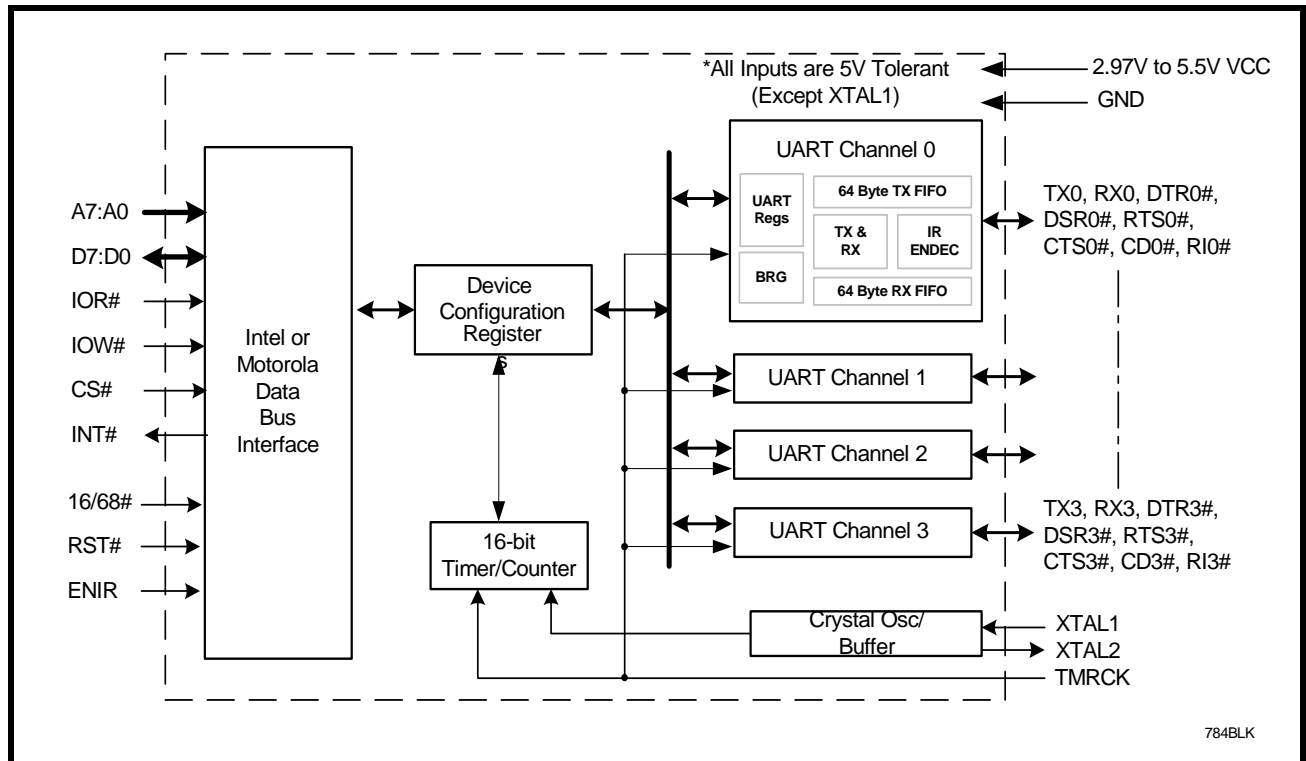 *All Inputs are 5V Tolerant
(Except XTAL1)
2.97V to 5.5V VCC
GND
A7:A0
D7:D0
IOR#
IOW#
CS#
INT#
16/68#
RST#
ENIR
Intel or
Motorola
Data
Bus
Interface
Device
Configuration
Register
s
16-bit
Timer/Counter
UART Channel 0
UART
Regs
BRG
64 Byte TX FIFO
TX &
RX
IR
ENDEC
64 Byte RX FIFO
UART Channel 1
UART Channel 2
UART Channel 3
Crystal Osc/
Buffer
TX0, RX0, DTR0#,
DSR0#, RTS0#,
CTS0#, CD0#, RI0#
TX3, RX3, DTR3#,
DSR3#, RTS3#,
CTS3#, CD3#, RI3#
XTAL1
XTAL2
TMRCK
784BLK